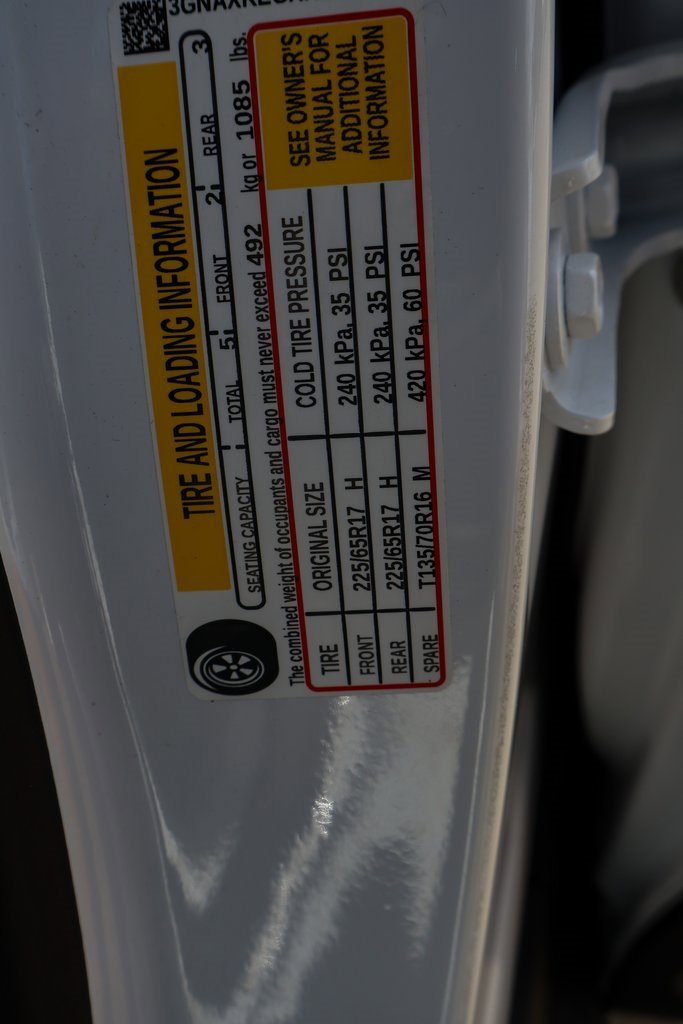 TIRE AND LOADING INFORMATION
SEATING CAPACITY : TOTAL 5: FRONT 2: REAR 3
The combined weight of occupants and cargo must never exceed 492 kg or 1085 lbs.
TIRE ORIGINAL SIZE COLD TIRE PRESSURE
FRONT 225/65R17 H 240 kPa, 35 PSI
REAR 225/65R17 H 240 kPa, 35 PSI
SPARE T135/70R16 M 420 kPa, 60 PSI
SEE OWNER'S
MANUAL FOR
ADDITIONAL
INFORMATION